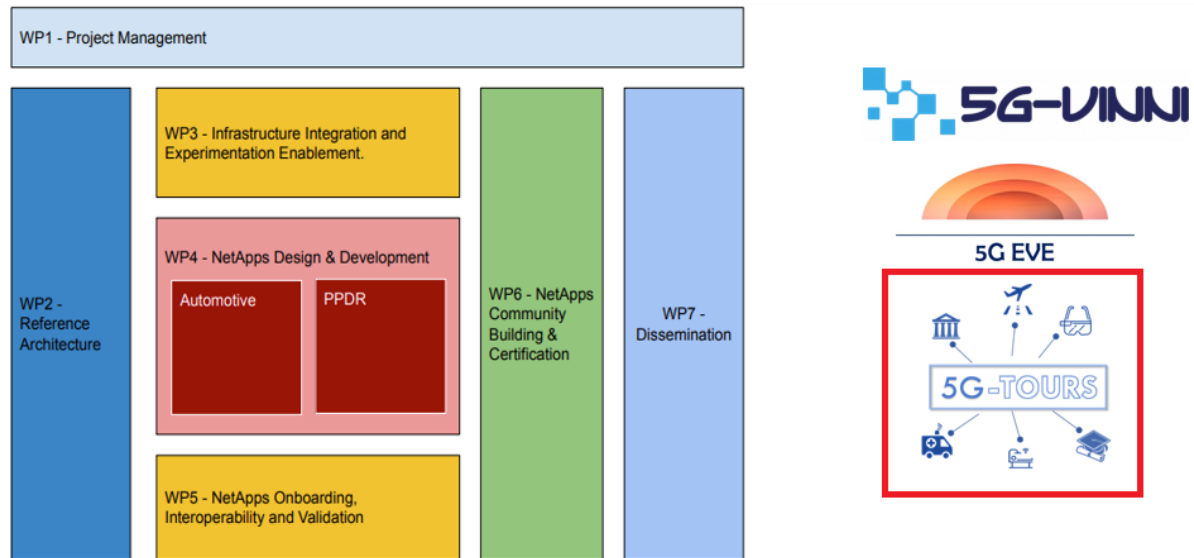 WP1 - Project Management
WP2 -
Reference
Architecture
WP3 - Infrastructure Integration and
Experimentation Enablement.
WP4 - NetApps Design & Development
Automotive
PPDR
WP5 - NetApps Onboarding,
Interoperability and Validation
WP6 - NetApps
Community
Building &
Certification
WP7 -
Dissemination
5G-VINNI
5G EVE
5G-TOURS